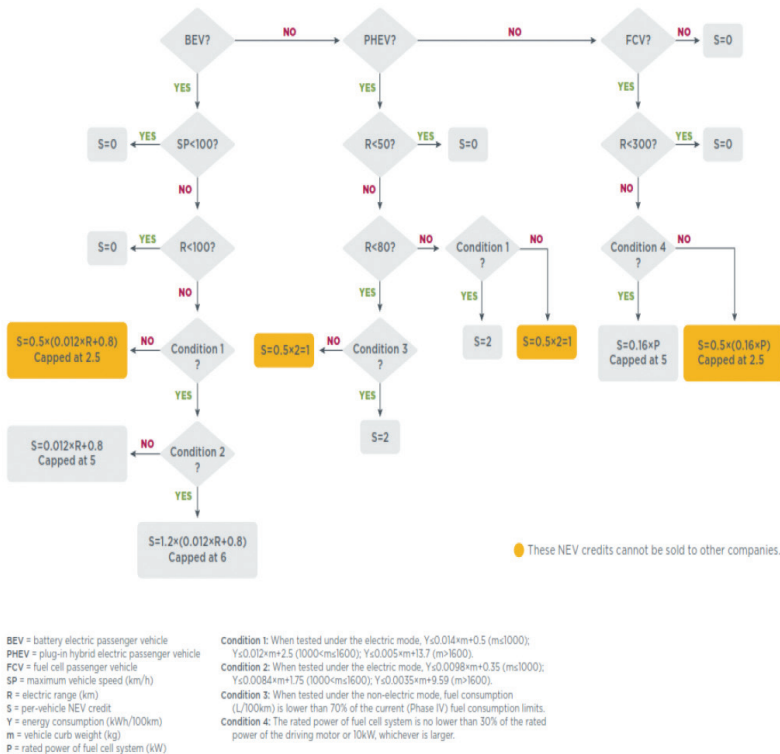 BEV?
NO
PHEV?
NO
FCV?
NO
S=0
YES
YES
YES
S=0
YES
SP<100?
R<50?
YES
S=0
R<300?
YES
S=0
NO
NO
NO
S=0
YES
R<100?
R<80?
NO
Condition 1
?
NO
Condition 4
?
NO
NO
YES
YES
YES
S=0.5×(0.012×R+0.8)
Capped at 2.5
NO
Condition 1
?
S=0.5×2=1
NO
Condition 3
?
S=2
S=0.5×2=1
S=0.16×P
Capped at 5
S=0.5×(0.16×P)
Capped at 2.5
YES
YES
S=0.012×R+0.8
Capped at 5
NO
Condition 2
?
S=2
YES
S=1.2×(0.012×R+0.8)
Capped at 6
These NEV credits cannot be sold to other companies.
BEV = battery electric passenger vehicle
PHEV = plug-in hybrid electric passenger vehicle
FCV = fuel cell passenger vehicle
SP = maximum vehicle speed (km/h)
R = electric range (km)
S = per-vehicle NEV credit
Y = energy consumption (kWh/100km)
m = vehicle curb weight (kg)
P = rated power of fuel cell system (kW)
Condition 1: When tested under the electric mode, Y≤0.014×m+0.5 (m≤1000);
Y≤0.012×m+2.5 (1000<m≤1600); Y≤0.005×m+13.7 (m>1600).
Condition 2: When tested under the electric mode, Y≤0.0098×m+0.35 (m≤1000);
Y≤0.0084×m+1.75 (1000<m≤1600); Y≤0.0035×m+9.59 (m>1600).
Condition 3: When tested under the non-electric mode, fuel consumption
(L/100km) is lower than 70% of the current (Phase IV) fuel consumption limits.
Condition 4: The rated power of fuel cell system is no lower than 30% of the rated
power of the driving motor or 10kW, whichever is larger.